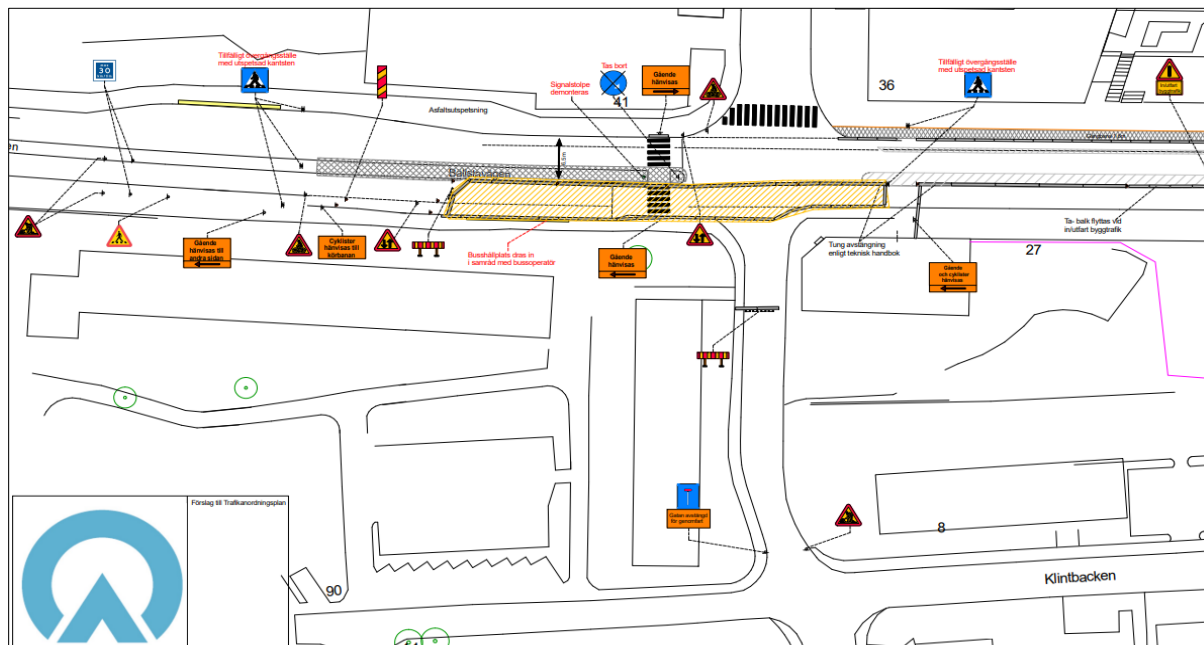 Tillfälligt övergångsställe
med utspetsad kantsten
30
Tas bort
Signalstolpe
demonteras
41
Gående
hänvisas
Asfaltsutspetsning
36
Tillfälligt övergångsställe
med utspetsad kantsten
Bällstavägen
Gående
hänvisas till
andra sidan
Cyklister
hänvisas till
körbanan
Busshållplats dras in
i samråd med bussoperatör
Gående
hänvisas
Tung avstängning
enligt teknisk handbok
Gående
och cyklister
hänvisas
Ta- balk flyttas vid
in/utfart byggtrafik
27
Gatan avstängd
för genomfart
8
Klintbacken
90
Förslag till Trafikanordningsplan